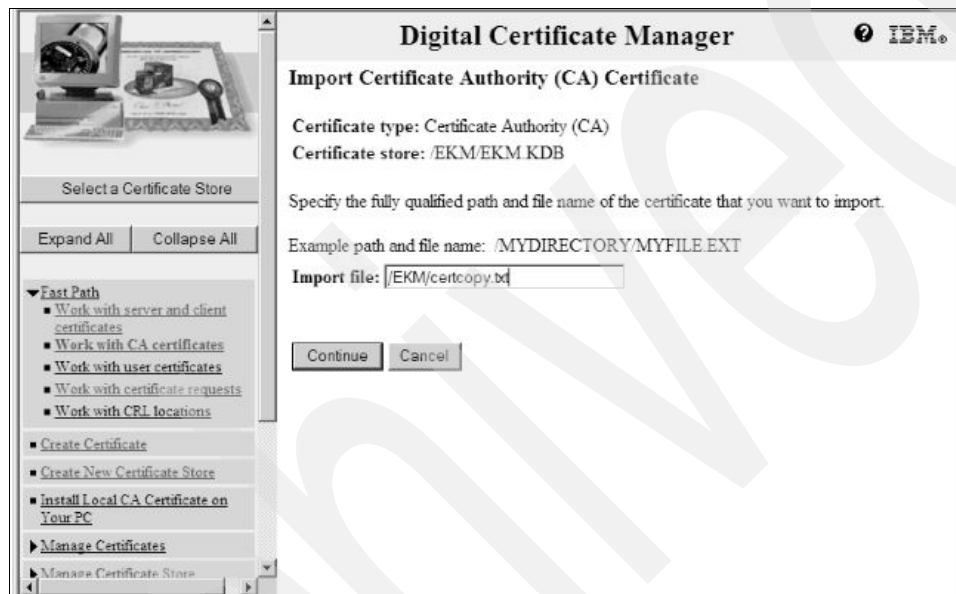 Digital Certificate Manager
IBM®
Select a Certificate Store
Expand All
Collapse All
Fast Path
Work with server and client
certificates
Work with CA certificates
Work with user certificates
Work with certificate requests
Work with CRL locations
Create Certificate
Create New Certificate Store
Install Local CA Certificate on
Your PC
Manage Certificates
Manage Certificate Store
Import Certificate Authority (CA) Certificate
Certificate type: Certificate Authority (CA)
Certificate store: /EKM/EKM.KDB
Specify the fully qualified path and file name of the certificate that you want to import.
Example path and file name: /MYDIRECTORY/MYFILE.EXT
Import file: /EKM/certcopy.txt
Continue
Cancel